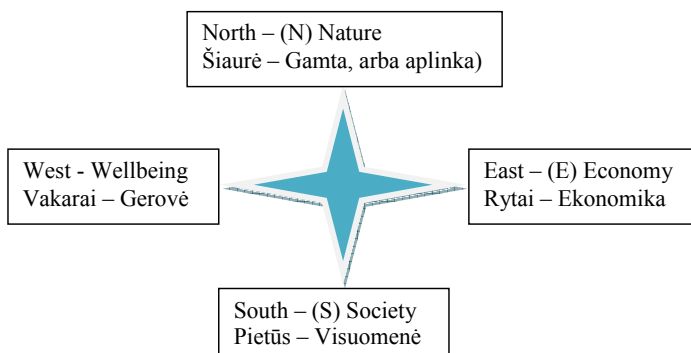 North – (N) Nature
Šiaurė – Gamta, arba aplinka)
West - Wellbeing
Vakarai – Gerovė
East – (E) Economy
Rytai – Ekonomika
South – (S) Society
Pietūs – Visuomenė